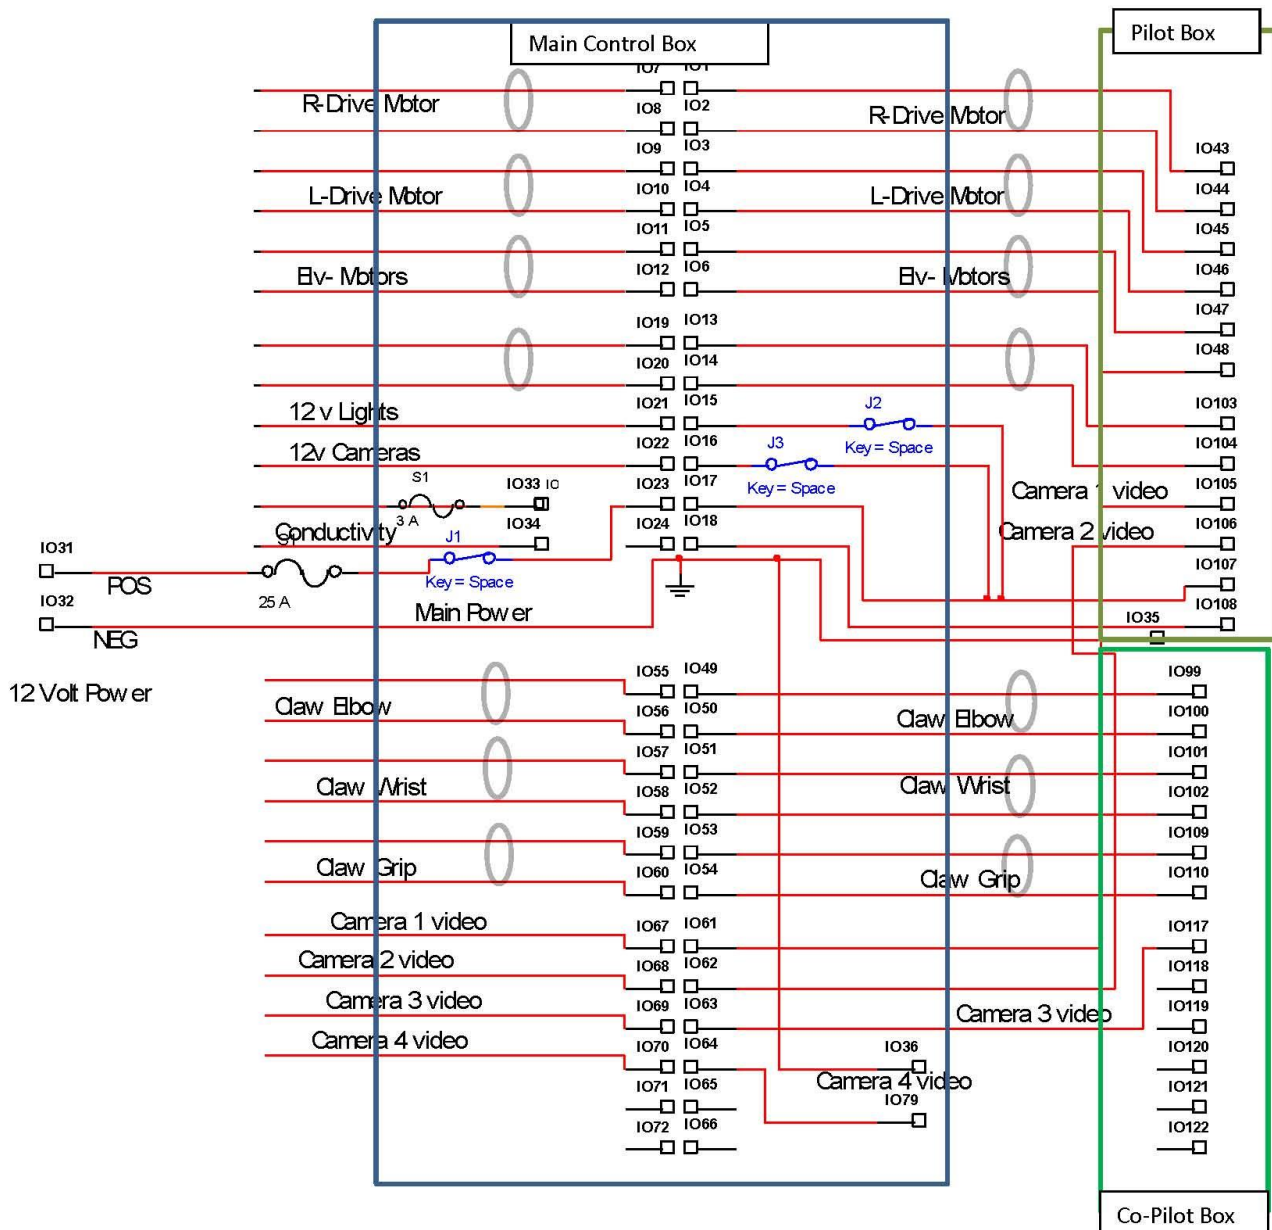 Main Control Box
Pilot Box
IO7 IO1
R-Drive Motor
IO8 IO2
R-Drive Motor
IO9 IO3
IO43
L-Drive Motor
IO10 IO4
L-Drive Motor
IO44
IO11 IO5
IO45
Elv- Motors
IO12 IO6
Elv- Motors
IO46
IO47
IO19 IO13
IO48
IO20 IO14
12 v Lights
IO21 IO15
J2
IO103
Key = Space
12v Cameras
IO22 IO16
J3
IO104
Key = Space
S1
3 A
IO33 IO
IO23 IO17
Camera 1 video
IO105
Conductivity
IO34
IO24 IO18
Camera 2 video
IO106
IO31
POS
S1
25 A
J1
Key = Space
IO107
IO32
NEG
Main Power
IO35
IO108
12 Volt Power
IO55 IO49
IO99
Claw Elbow
IO56 IO50
Claw Elbow
IO100
IO57 IO51
IO101
Claw Wrist
IO58 IO52
Claw Wrist
IO102
IO59 IO53
IO109
Claw Grip
IO60 IO54
Claw Grip
IO110
Camera 1 video
IO67 IO61
IO117
Camera 2 video
IO68 IO62
IO118
Camera 3 video
IO69 IO63
Camera 3 video
IO119
Camera 4 video
IO70 IO64
IO36
IO120
Camera 4 video
IO71 IO65
IO79
IO121
IO72 IO66
IO122
Co-Pilot Box